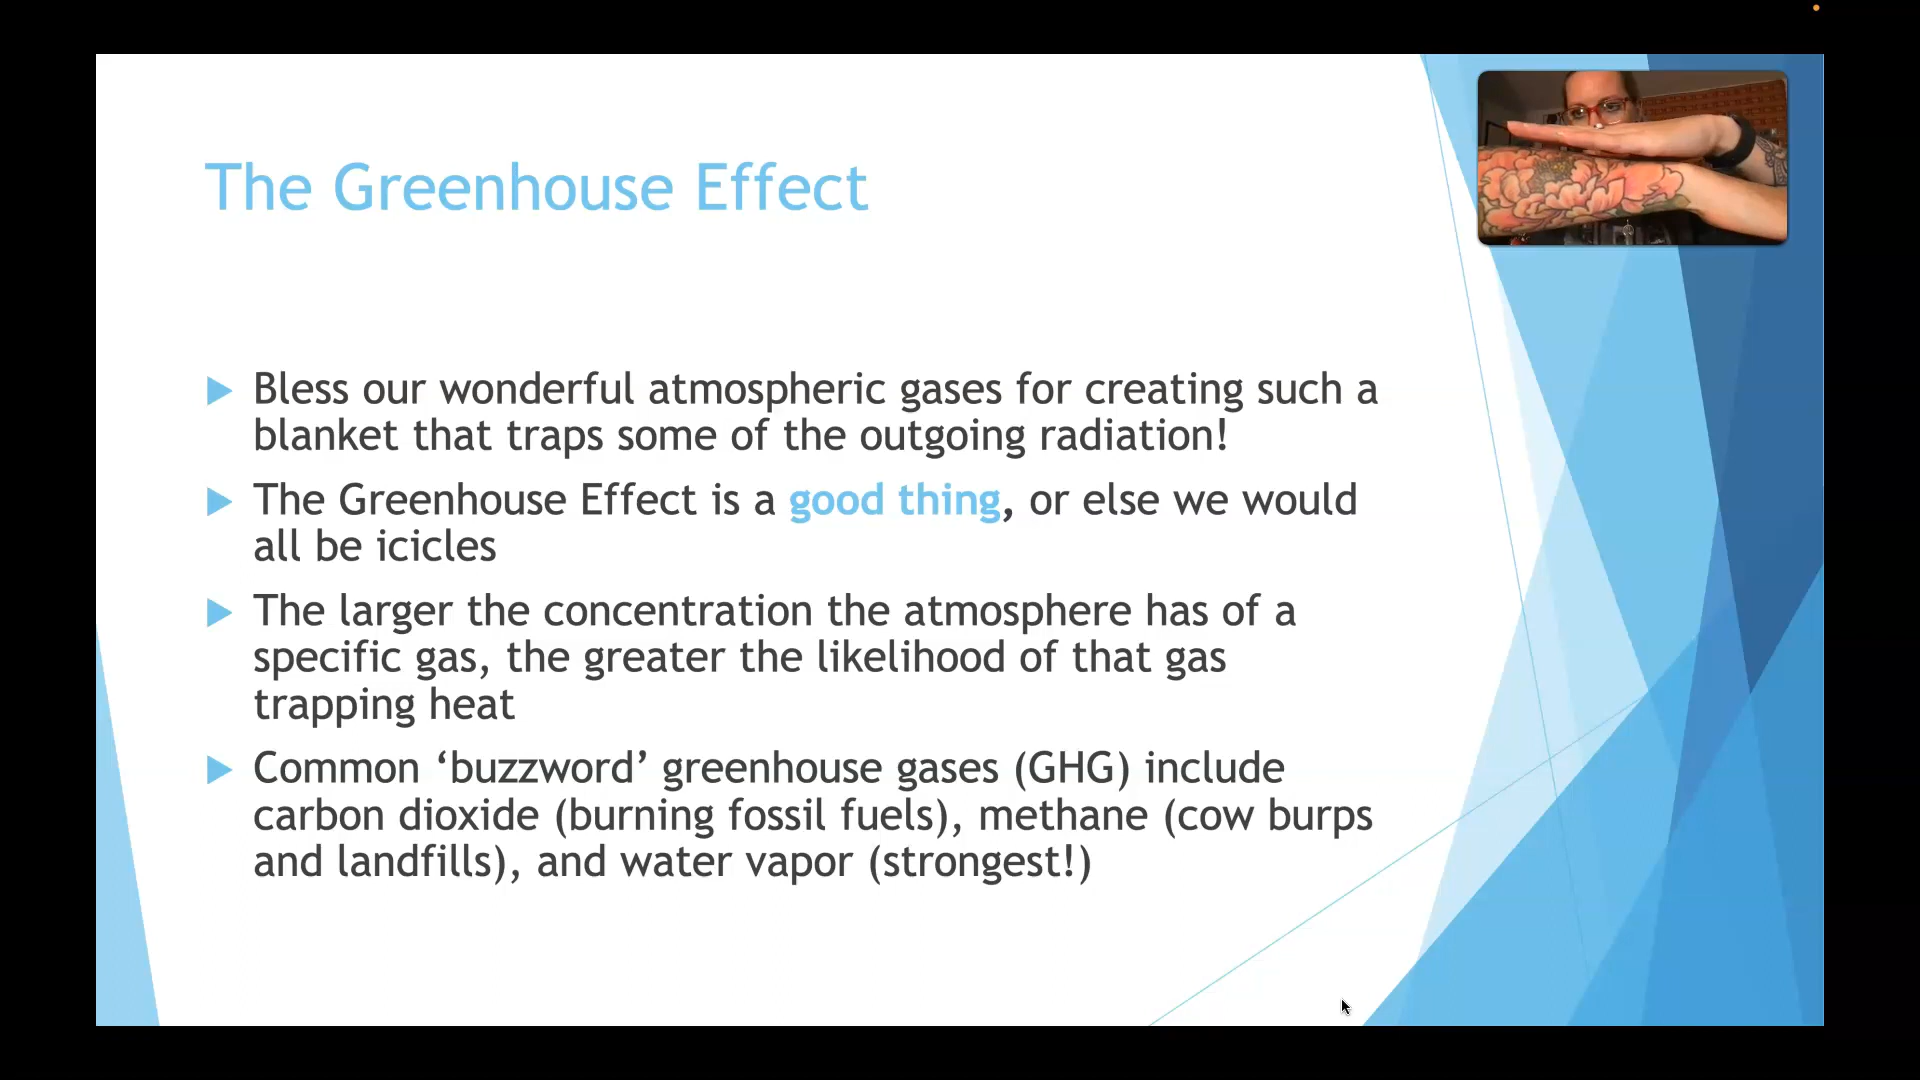 The Greenhouse Effect
Bless our wonderful atmospheric gases for creating such a
blanket that traps some of the outgoing radiation!
The Greenhouse Effect is a good thing, or else we would
all be icicles
The larger the concentration the atmosphere has of a
specific gas, the greater the likelihood of that gas
trapping heat
Common ‘buzzword’ greenhouse gases (GHG) include
carbon dioxide (burning fossil fuels), methane (cow burps
and landfills), and water vapor (strongest!)